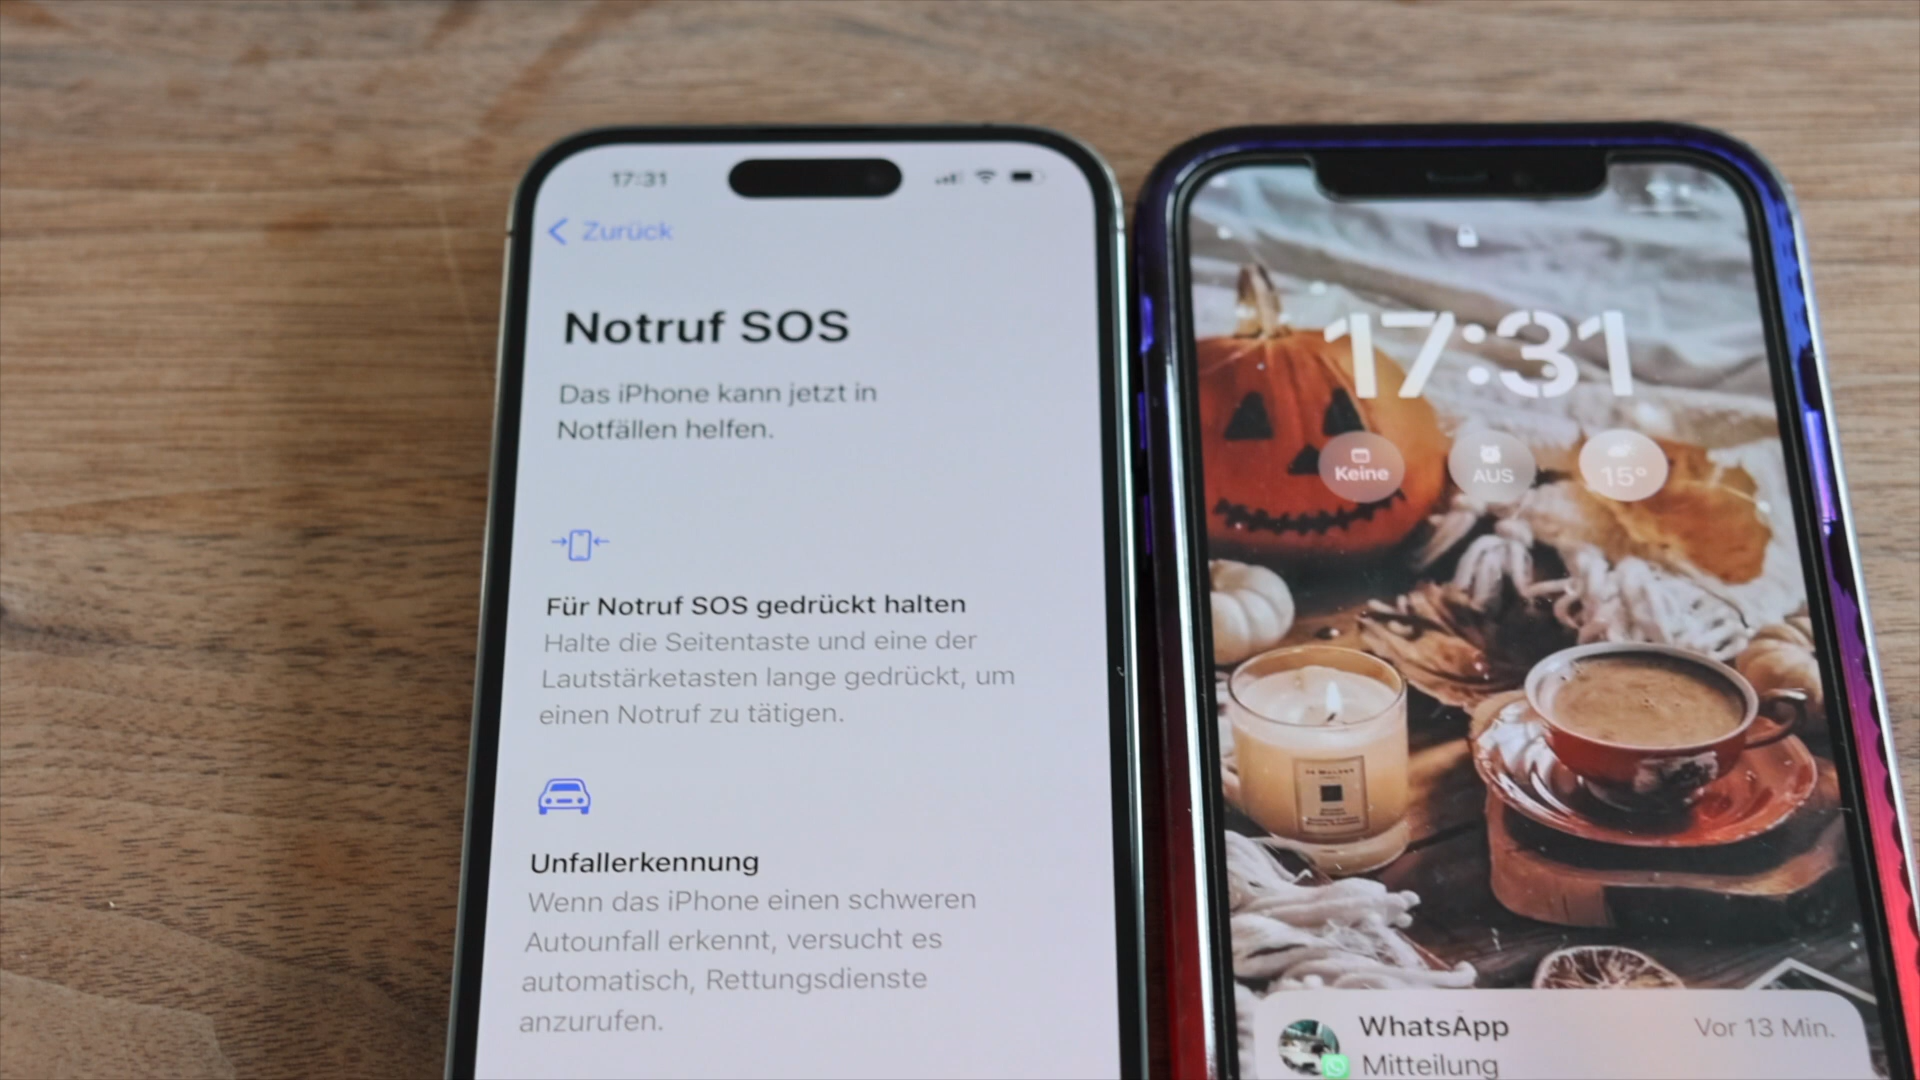 17:31
Zurück
Notruf SOS
Das iPhone kann jetzt in
Notfällen helfen.
Für Notruf SOS gedrückt halten
Halte die Seitentaste und eine der
Lautstärketasten lange gedrückt, um
einen Notruf zu tätigen.
Unfallerkennung
Wenn das iPhone einen schweren
Autounfall erkennt, versucht es
automatisch, Rettungsdienste
anzurufen.
17:31
Keine
AUS
15°
WhatsApp
Vor 13 Min.
Mitteilung